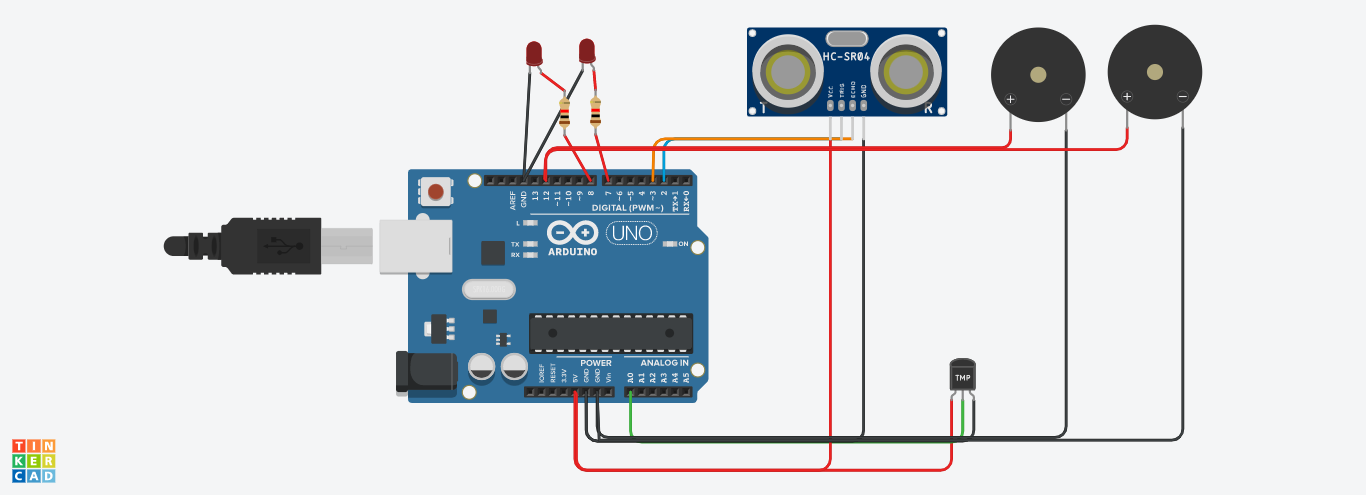 HC-SR04
VCC
TRIG
ECHO
GND
T
R
AREF
GND
13
12
~11
~10
~9
8
7
~6
~5
4
~3
2
TX→1
RX←0
DIGITAL (PWM~)
L
TX
RX
ARDUINO
UNO
ON
POWER
ANALOG IN
IOREF
RESET
3.3V
5V
GND
GND
Vin
A0
A1
A2
A3
A4
A5
TMP
TIN
KER
CAD